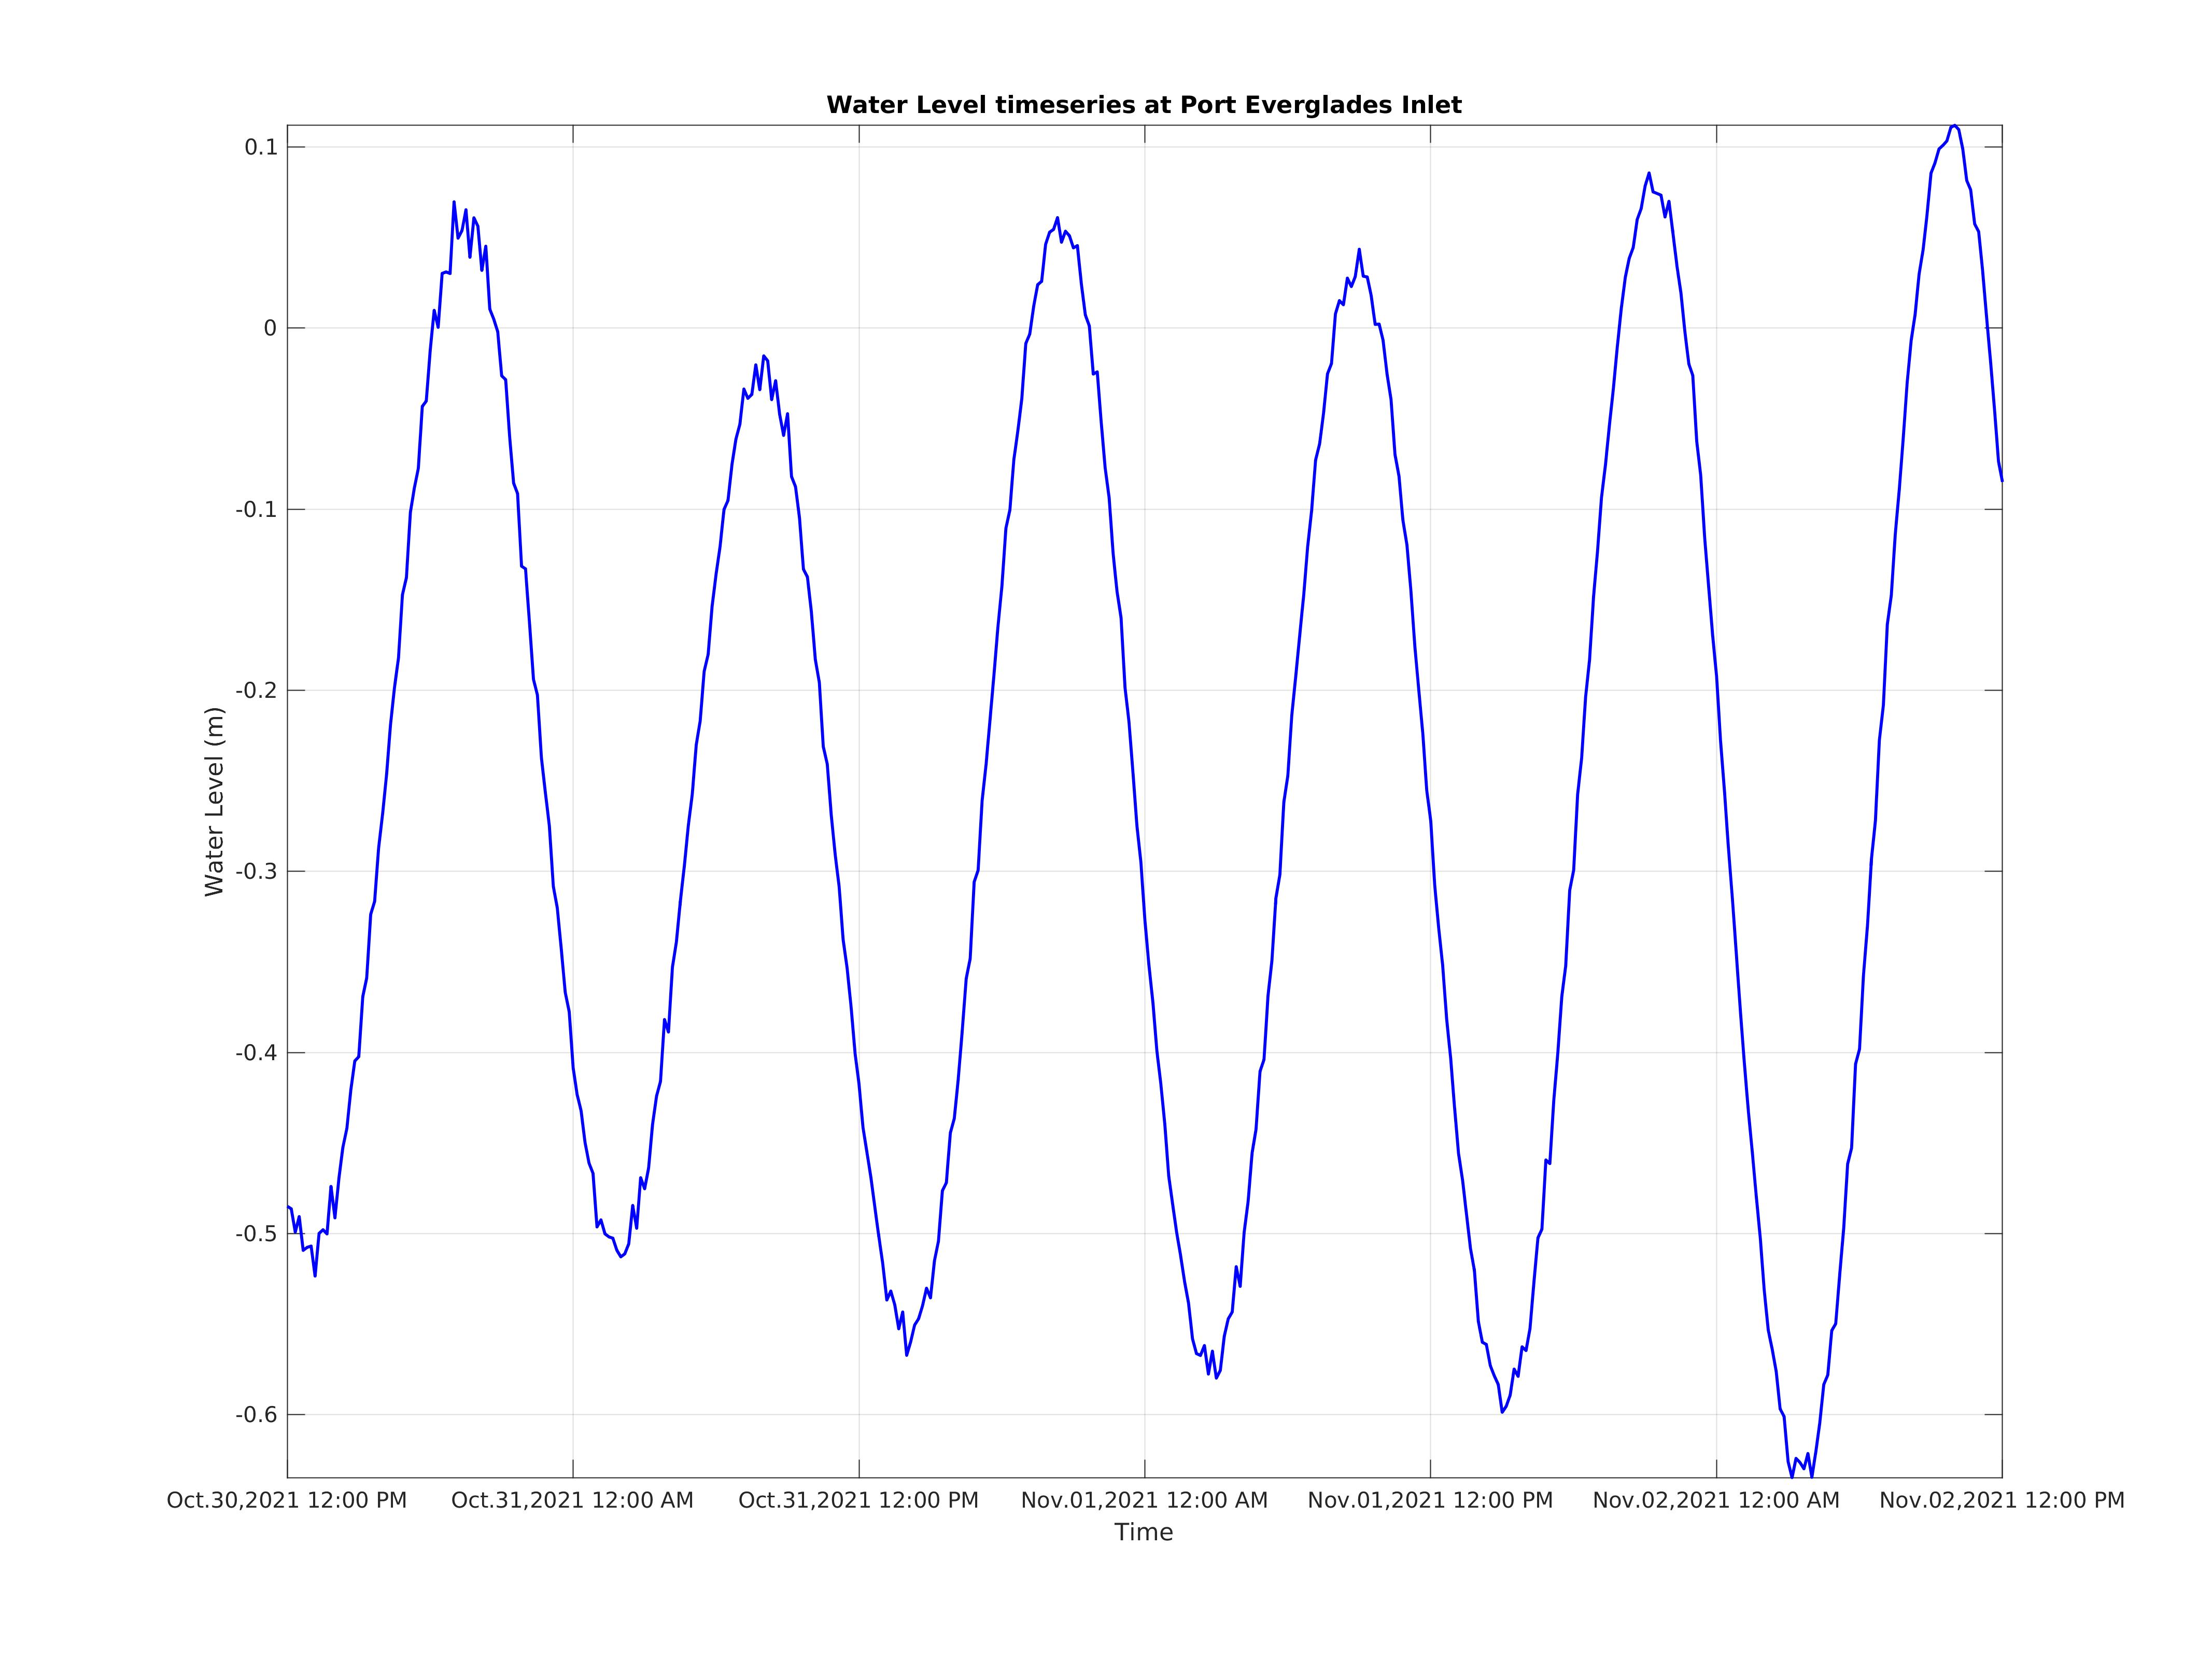 Water Level timeseries at Port Everglades Inlet
0.1
0
-0.1
-0.2
-0.3
-0.4
-0.5
-0.6
Water Level (m)
Oct.30,2021 12:00 PM Oct.31,2021 12:00 AM Oct.31,2021 12:00 PM Nov.01,2021 12:00 AM Nov.01,2021 12:00 PM Nov.02,2021 12:00 AM Nov.02,2021 12:00 PM
Time